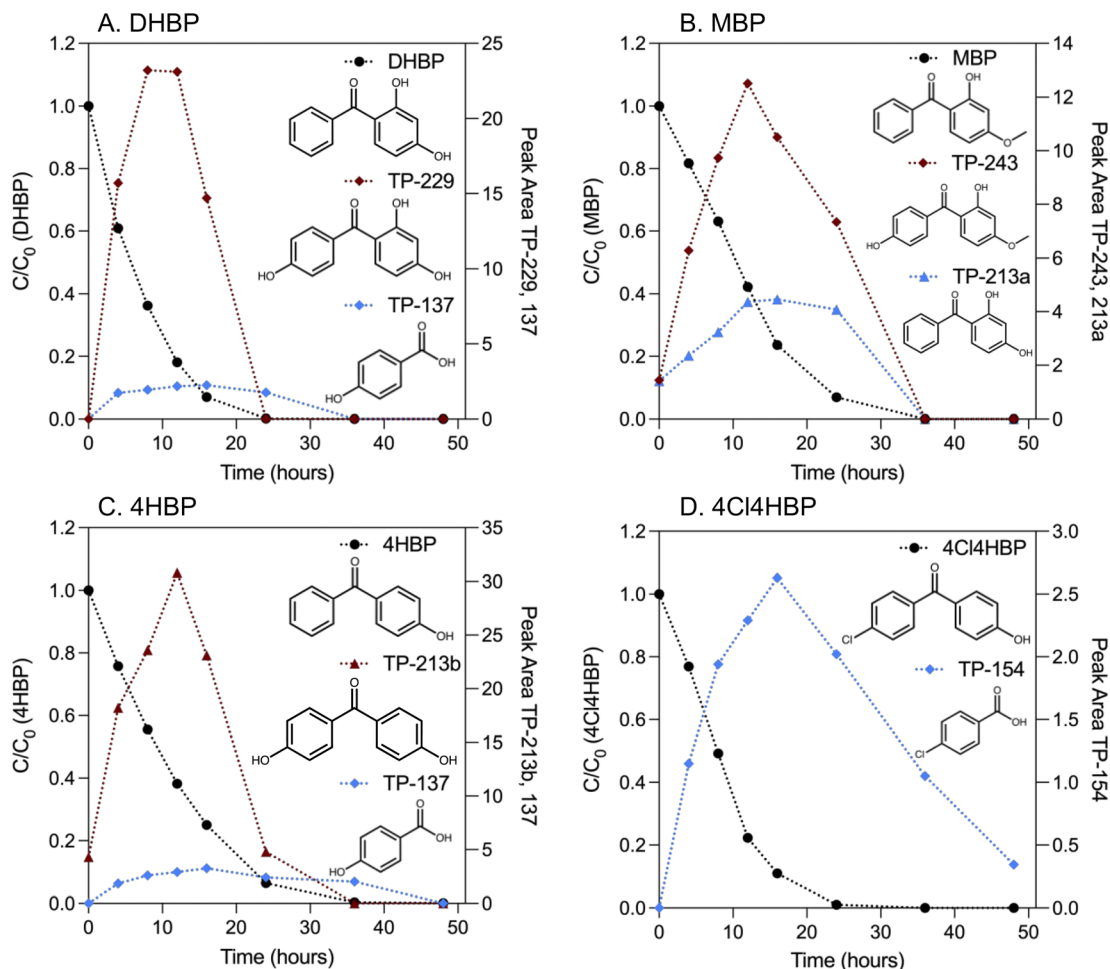 A. DHBP
1.2
1.0
0.8
0.6
0.4
0.2
0.0
C/C0 (DHBP)
25
20
15
10
5
0
Peak Area TP-229, 137
0 10 20 30 40 50
Time (hours)
DHBP
O
OH
OH
TP-229
O
OH
HO
OH
TP-137
O
OH
HO
B. MBP
1.2
1.0
0.8
0.6
0.4
0.2
0.0
C/C0 (MBP)
14
12
10
8
6
4
2
0
Peak Area TP-243, 213a
0 10 20 30 40 50
Time (hours)
MBP
O
OH
O
TP-243
O
OH
HO
O
TP-213a
O
OH
OH
C. 4HBP
1.2
1.0
0.8
0.6
0.4
0.2
0.0
C/C0 (4HBP)
35
30
25
20
15
10
5
0
Peak Area TP-213b, 137
0 10 20 30 40 50
Time (hours)
4HBP
O
OH
TP-213b
O
HO
OH
TP-137
O
OH
HO
D. 4Cl4HBP
1.2
1.0
0.8
0.6
0.4
0.2
0.0
C/C0 (4Cl4HBP)
3.0
2.5
2.0
1.5
1.0
0.5
0.0
Peak Area TP-154
0 10 20 30 40 50
Time (hours)
4Cl4HBP
O
Cl
OH
TP-154
O
OH
Cl